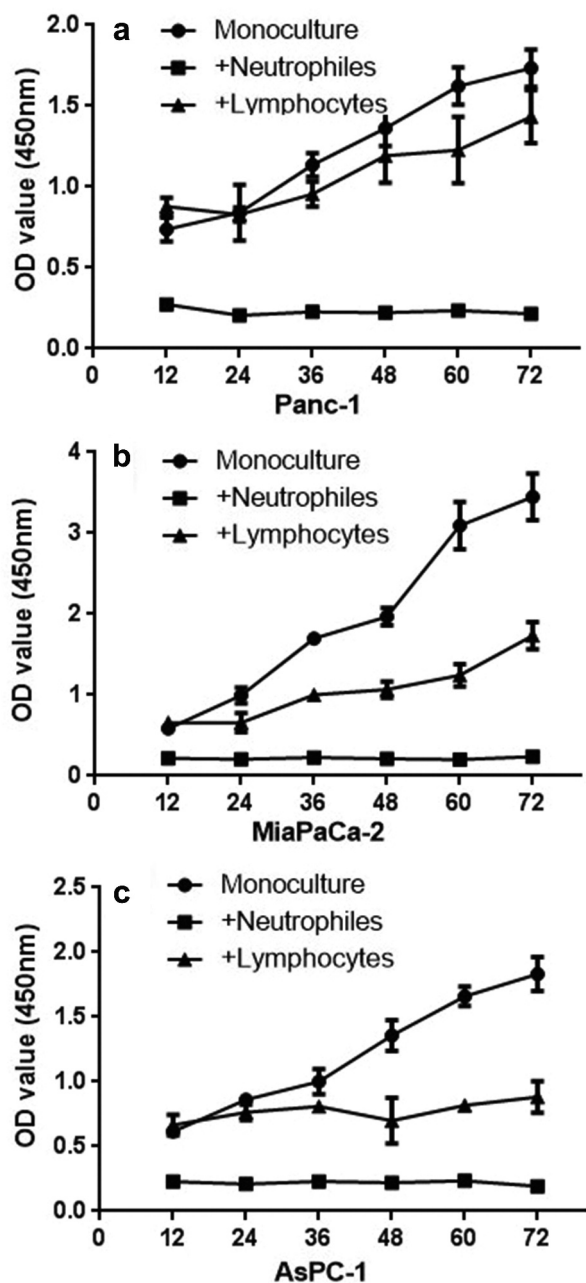 a
Monoculture
+Neutrophiles
+Lymphocytes
OD value (450nm)
2.0
1.5
1.0
0.5
0.0
0 12 24 36 48 60 72
Panc-1
b
Monoculture
+Neutrophiles
+Lymphocytes
OD value (450nm)
4
3
2
1
0
0 12 24 36 48 60 72
MiaPaCa-2
c
Monoculture
+Neutrophiles
+Lymphocytes
OD value (450nm)
2.5
2.0
1.5
1.0
0.5
0.0
0 12 24 36 48 60 72
AsPC-1